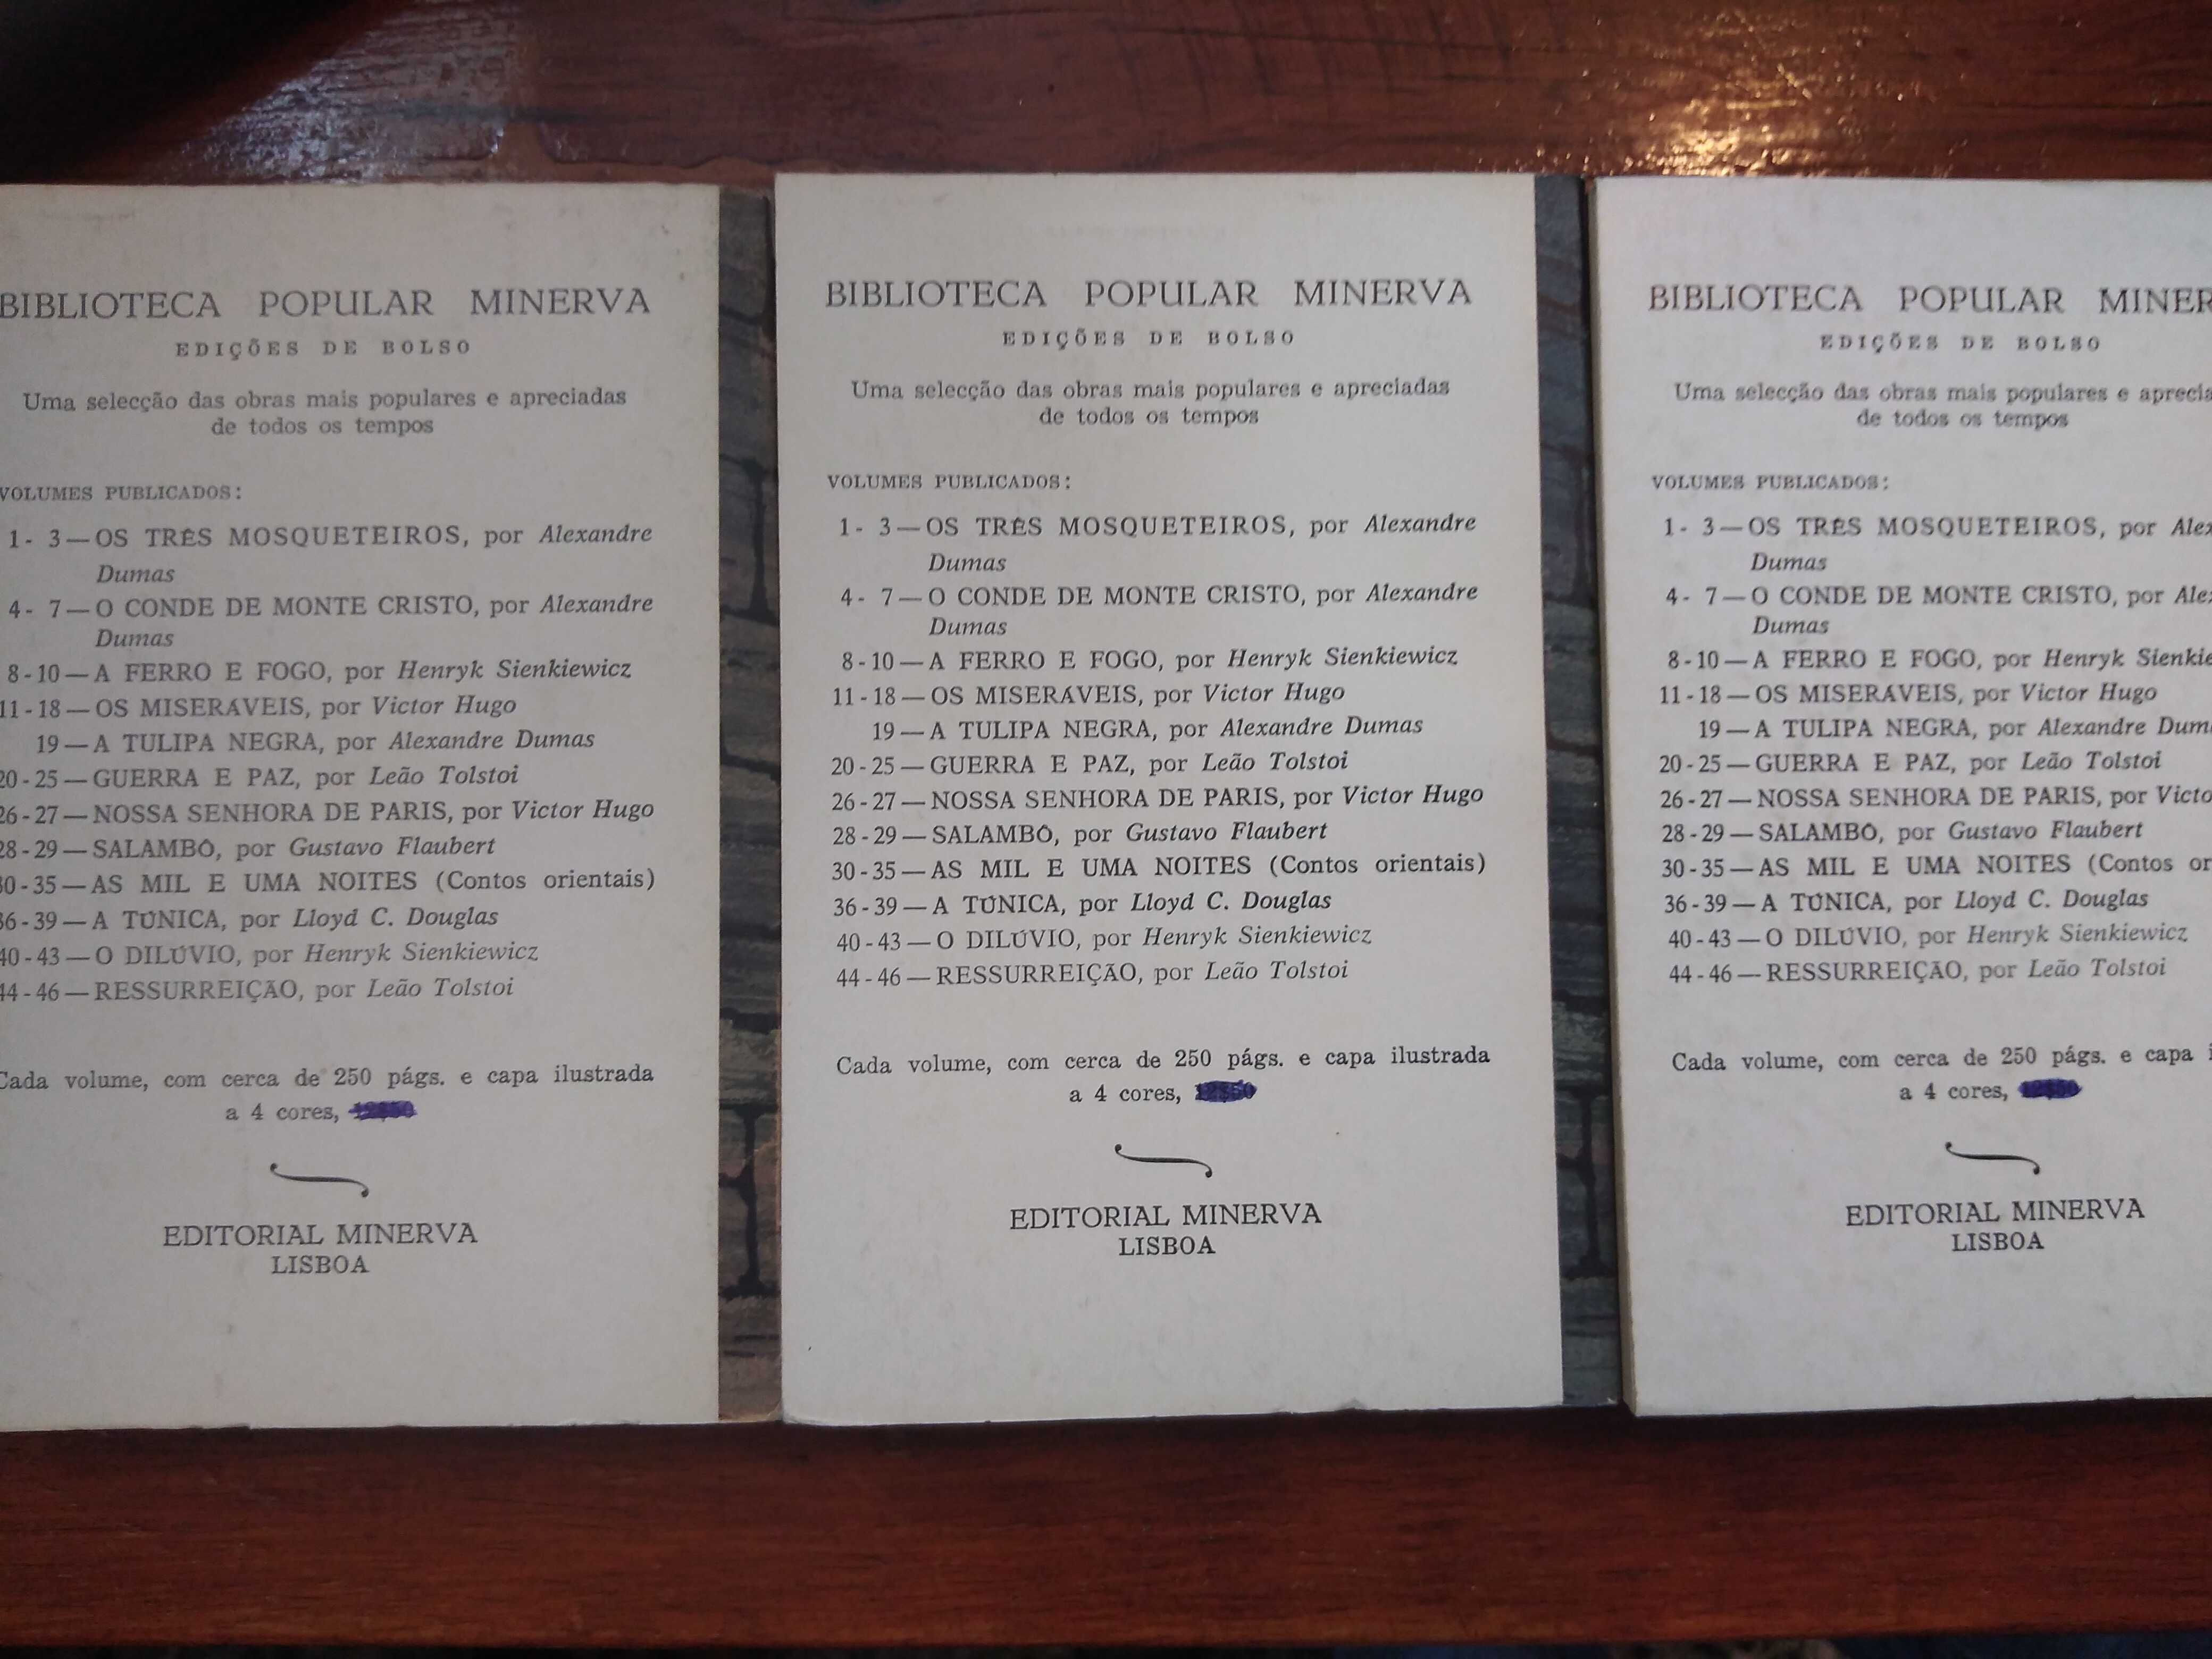 BIBLIOTECA POPULAR MINERVA
EDIÇÕES DE BOLSO
Uma selecção das obras mais populares e apreciadas
de todos os tempos
VOLUMES PUBLICADOS:
1- 3—OS TRÊS MOSQUETEIROS, por Alexandre
Dumas
4- 7—O CONDE DE MONTE CRISTO, por Alexandre
Dumas
8-10—A FERRO E FOGO, por Henryk Sienkiewicz
11-18—OS MISERÁVEIS, por Victor Hugo
19—A TULIPA NEGRA, por Alexandre Dumas
20-25—GUERRA E PAZ, por Leão Tolstoi
26-27—NOSSA SENHORA DE PARIS, por Victor Hugo
28-29—SALAMBÔ, por Gustavo Flaubert
30-35—AS MIL E UMA NOITES (Contos orientais)
36-39—A TÚNICA, por Lloyd C. Douglas
40-43—O DILÚVIO, por Henryk Sienkiewicz
44-46—RESSURREIÇÃO, por Leão Tolstoi
Cada volume, com cerca de 250 págs. e capa ilustrada
a 4 cores,
EDITORIAL MINERVA
LISBOA
BIBLIOTECA POPULAR MINERVA
EDIÇÕES DE BOLSO
Uma selecção das obras mais populares e apreciadas
de todos os tempos
VOLUMES PUBLICADOS:
1- 3—OS TRÊS MOSQUETEIROS, por Alexandre
Dumas
4- 7—O CONDE DE MONTE CRISTO, por Alexandre
Dumas
8-10—A FERRO E FOGO, por Henryk Sienkiewicz
11-18—OS MISERÁVEIS, por Victor Hugo
19—A TULIPA NEGRA, por Alexandre Dumas
20-25—GUERRA E PAZ, por Leão Tolstoi
26-27—NOSSA SENHORA DE PARIS, por Victor Hugo
28-29—SALAMBÔ, por Gustavo Flaubert
30-35—AS MIL E UMA NOITES (Contos orientais)
36-39—A TÚNICA, por Lloyd C. Douglas
40-43—O DILÚVIO, por Henryk Sienkiewicz
44-46—RESSURREIÇÃO, por Leão Tolstoi
Cada volume, com cerca de 250 págs. e capa ilustrada
a 4 cores,
EDITORIAL MINERVA
LISBOA
BIBLIOTECA POPULAR MINER
EDIÇÕES DE BOLSO
Uma selecção das obras mais populares e aprecia
de todos os tempos
VOLUMES PUBLICADOS:
1- 3—OS TRÊS MOSQUETEIROS, por Alex
Dumas
4- 7—O CONDE DE MONTE CRISTO, por Ale
Dumas
8-10—A FERRO E FOGO, por Henryk Sienkie
11-18—OS MISERÁVEIS, por Victor Hugo
19—A TULIPA NEGRA, por Alexandre Dum
20-25—GUERRA E PAZ, por Leão Tolstoi
26-27—NOSSA SENHORA DE PARIS, por Victo
28-29—SALAMBÔ, por Gustavo Flaubert
30-35—AS MIL E UMA NOITES (Contos or
36-39—A TÚNICA, por Lloyd C. Douglas
40-43—O DILÚVIO, por Henryk Sienkiewicz
44-46—RESSURREIÇÃO, por Leão Tolstoi
Cada volume, com cerca de 250 págs. e capa i
a 4 cores,
EDITORIAL MINERVA
LISBOA